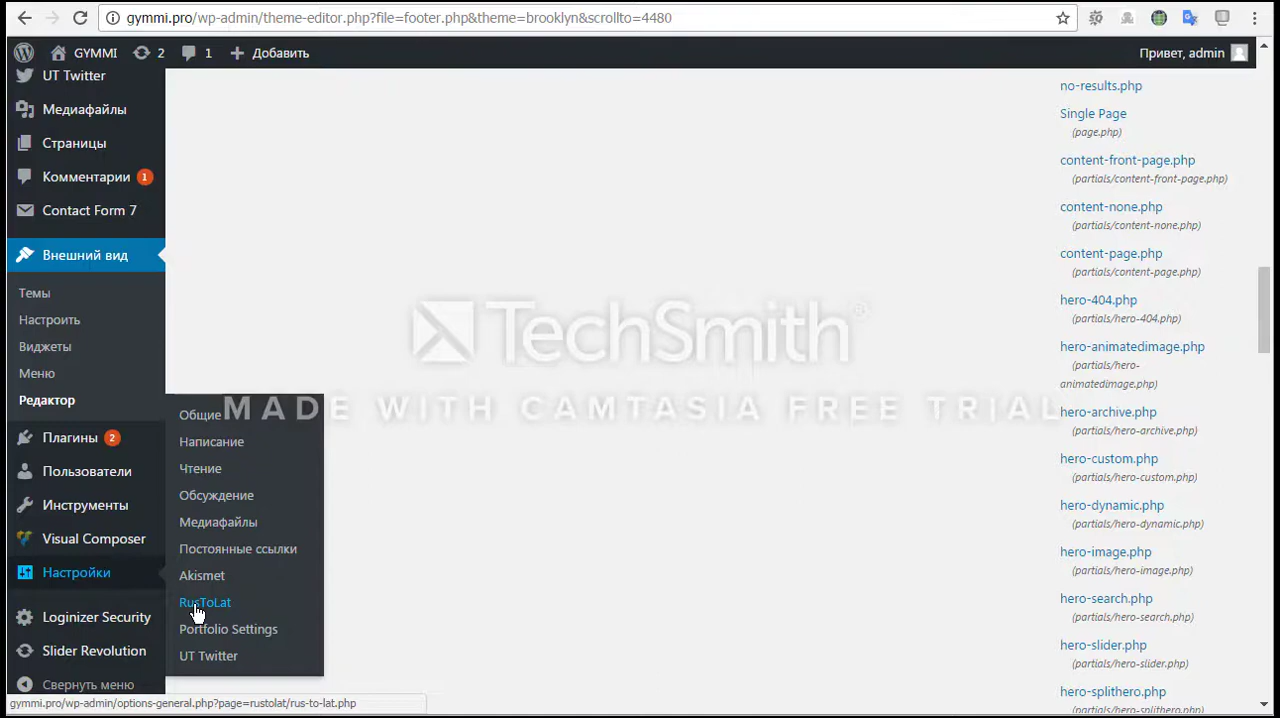 gymmi.pro/wp-admin/theme-editor.php?file=footer.php&theme=brooklyn&scrollto=4480
GYMMI 2 1 Добавить
Привет, admin
UT Twitter
Медиафайлы
Страницы
Комментарии 1
Contact Form 7
Внешний вид
Темы
Настроить
Виджеты
Меню
Редактор
Плагины 2
Пользователи
Инструменты
Visual Composer
Настройки
Loginizer Security
Slider Revolution
Свернуть меню
Общие
Написание
Чтение
Обсуждение
Медиафайлы
Постоянные ссылки
Akismet
RusToLat
Portfolio Settings
UT Twitter
TechSmith®
MADE WITH CAMTASIA FREE TRIAL
no-results.php
Single Page
(page.php)
content-front-page.php
(partials/content-front-page.php)
content-none.php
(partials/content-none.php)
content-page.php
(partials/content-page.php)
hero-404.php
(partials/hero-404.php)
hero-animatedimage.php
(partials/hero-
animatedimage.php)
hero-archive.php
(partials/hero-archive.php)
hero-custom.php
(partials/hero-custom.php)
hero-dynamic.php
(partials/hero-dynamic.php)
hero-image.php
(partials/hero-image.php)
hero-search.php
(partials/hero-search.php)
hero-slider.php
(partials/hero-slider.php)
hero-splithero.php
(partials/hero-splithero.php)
gymmi.pro/wp-admin/options-general.php?page=rustolat/rus-to-lat.php